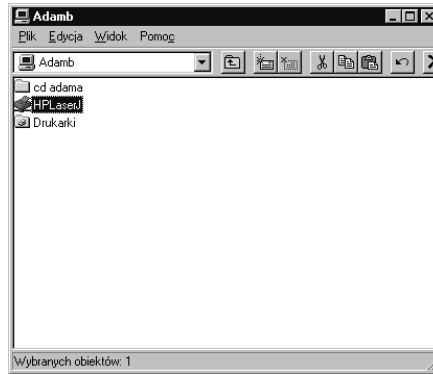 Adamb
Plik Edycja Widok Pomoc
Adamb
cd adama
HPLaserJ
Drukarki
Wybranych obiektów: 1